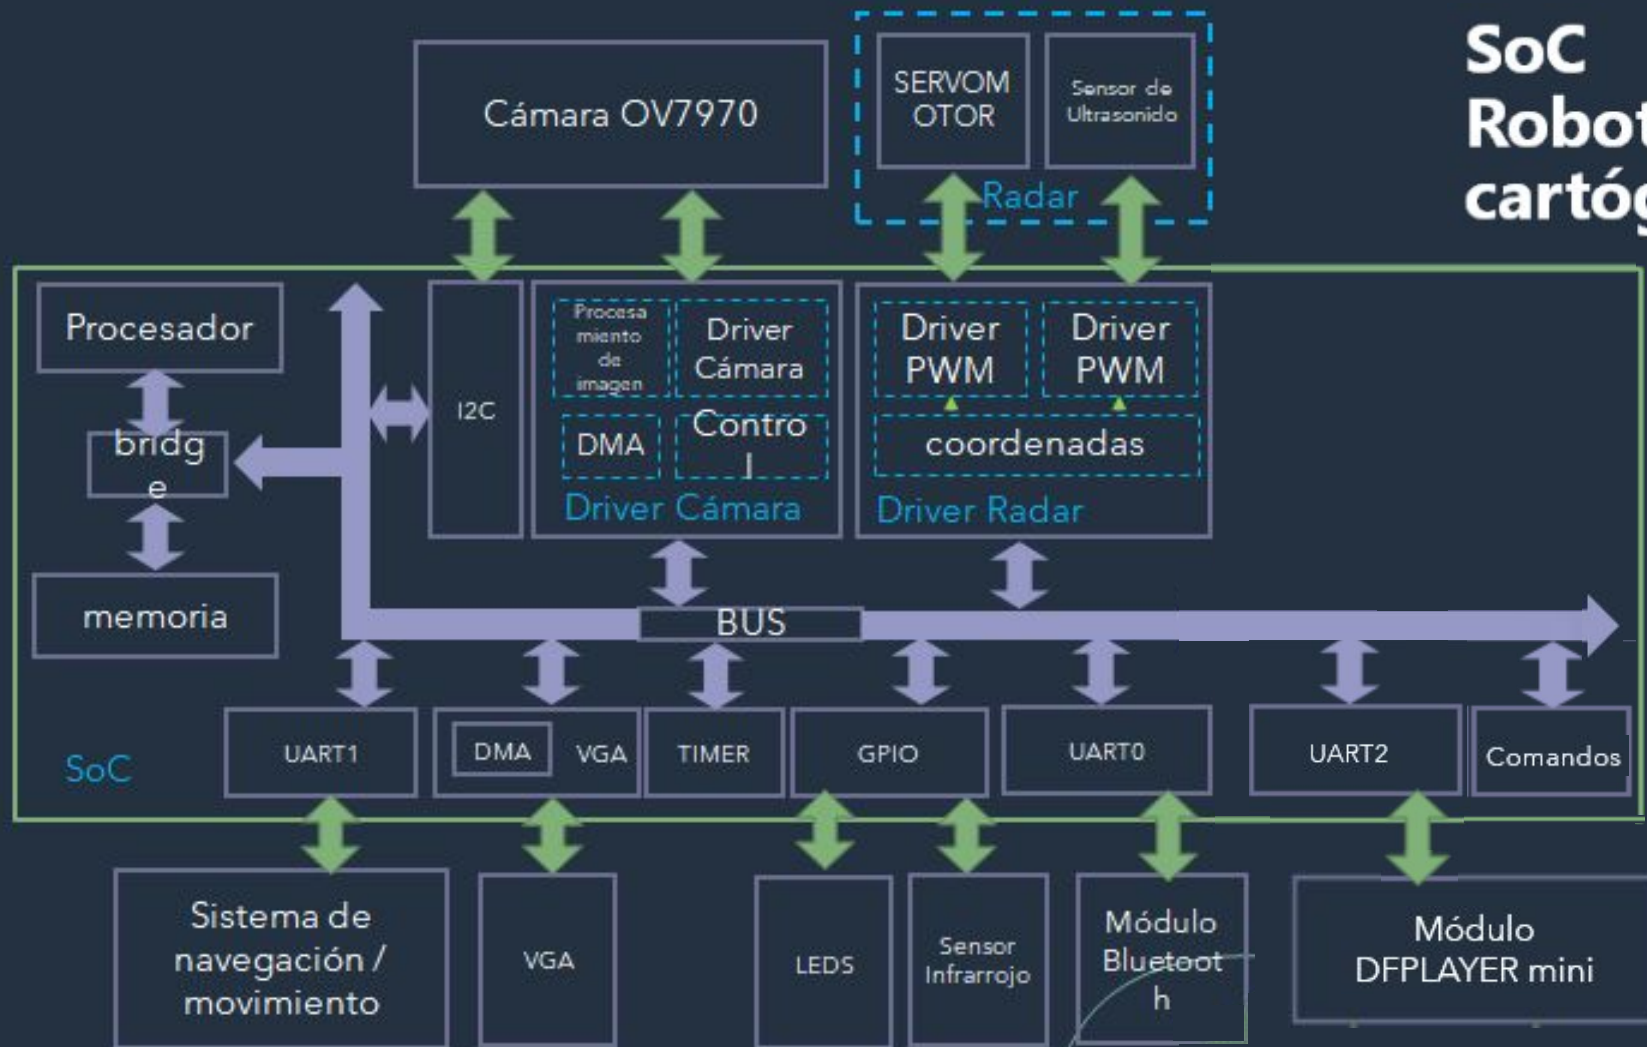 SoC
Robot
cartóg
Cámara OV7970
SERVOM
OTOR
Sensor de
Ultrasonido
Radar
Procesador
bridg
e
memoria
I2C
Procesa
miento
de
imagen
Driver
Cámara
DMA
Contro
l
Driver Cámara
Driver
PWM
Driver
PWM
coordenadas
Driver Radar
BUS
SoC
UART1
DMA
VGA
TIMER
GPIO
UART0
UART2
Comandos
Sistema de
navegación /
movimiento
VGA
LEDS
Sensor
Infrarrojo
Módulo
Bluetoot
h
Módulo
DFPLAYER mini